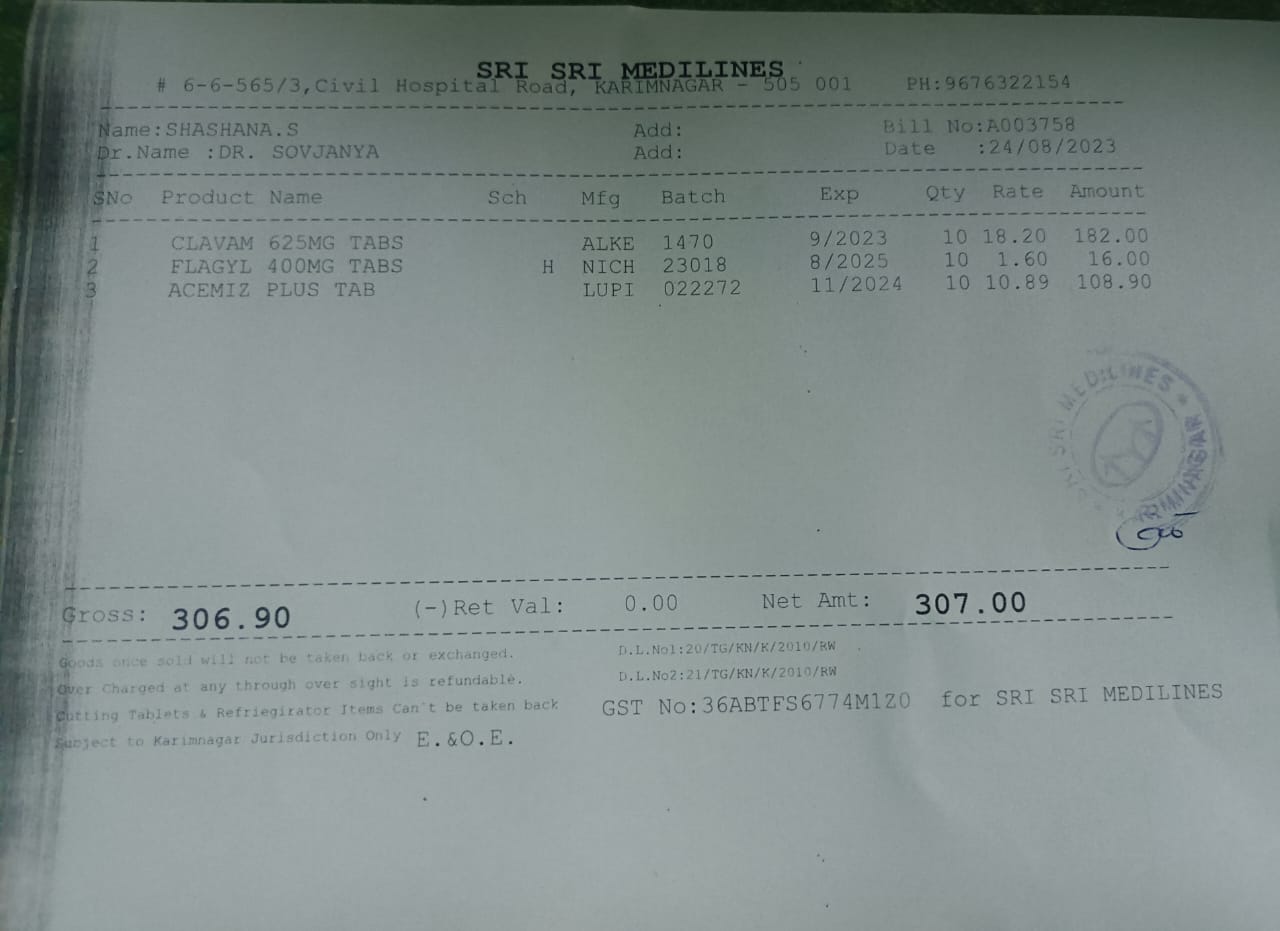 SRI SRI MEDILINES
# 6-6-565/3,Civil Hospital Road, KARIMNAGAR - 505 001 PH:9676322154
Name:SHASHANA.S Add: Bill No:A003758
Dr.Name :DR. SOVJANYA Add: Date :24/08/2023
SNo Product Name Sch Mfg Batch Exp Qty Rate Amount
1 CLAVAM 625MG TABS ALKE 1470 9/2023 10 18.20 182.00
2 FLAGYL 400MG TABS H NICH 23018 8/2025 10 1.60 16.00
3 ACEMIZ PLUS TAB LUPI 022272 11/2024 10 10.89 108.90
SRI SRI MEDILINES * KARIMNAGAR *
Gross: 306.90 (-)Ret Val: 0.00 Net Amt: 307.00
Goods once sold will not be taken back or exchanged. D.L.No1:20/TG/KN/K/2010/RW
Over Charged at any through over sight is refundable. D.L.No2:21/TG/KN/K/2010/RW
Cutting Tablets & Refriegirator Items Can't be taken back GST No:36ABTFS6774M1Z0 for SRI SRI MEDILINES
Subject to Karimnagar Jurisdiction Only E.&O.E.